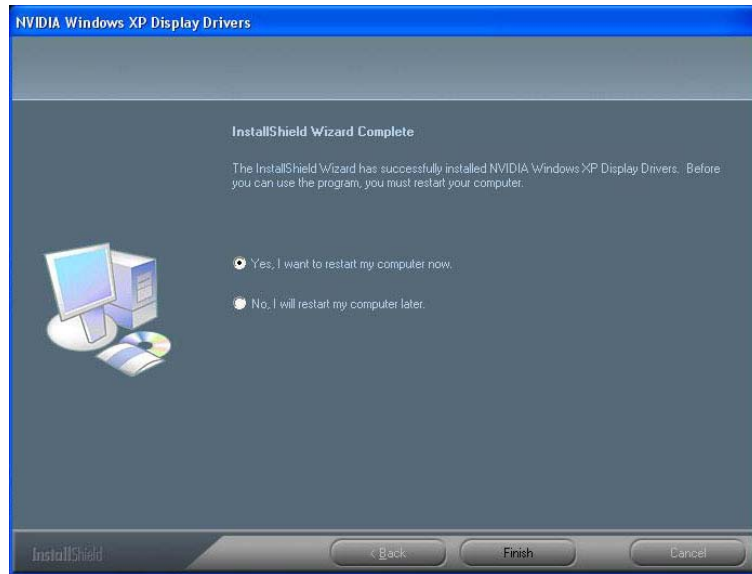 NVIDIA Windows XP Display Drivers
InstallShield Wizard Complete
The InstallShield Wizard has successfully installed NVIDIA Windows XP Display Drivers. Before
you can use the program, you must restart your computer.
Yes, I want to restart my computer now.
No, I will restart my computer later.
InstallShield
< Back
Finish
Cancel